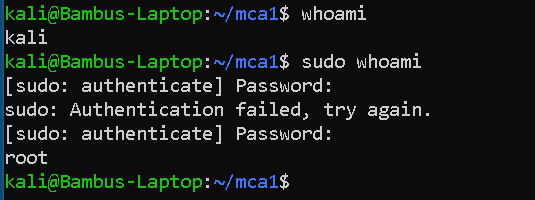 kali@Bambus-Laptop:~/mca1$ whoami
kali
kali@Bambus-Laptop:~/mca1$ sudo whoami
[sudo: authenticate] Password:
sudo: Authentication failed, try again.
[sudo: authenticate] Password:
root
kali@Bambus-Laptop:~/mca1$